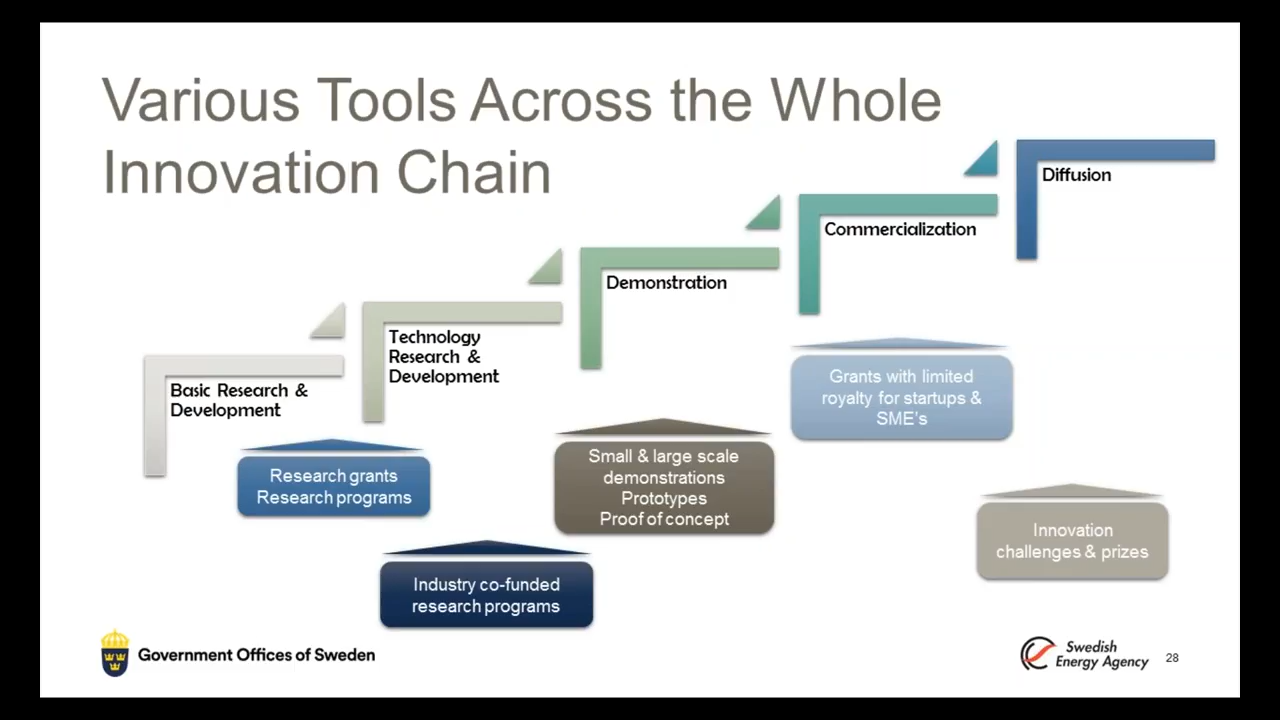 Various Tools Across the Whole
Innovation Chain
Diffusion
Commercialization
Demonstration
Technology
Research &
Development
Basic Research &
Development
Grants with limited
royalty for startups &
SME's
Small & large scale
demonstrations
Prototypes
Proof of concept
Research grants
Research programs
Innovation
challenges & prizes
Industry co-funded
research programs
Government Offices of Sweden
Swedish
Energy Agency
28